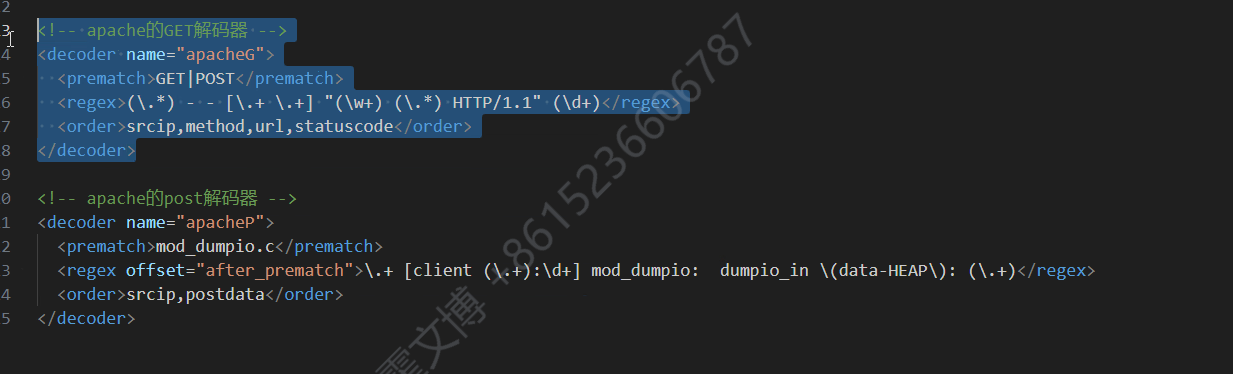 2
3 <!-- apache的GET解码器 -->
4 <decoder name="apacheG">
5   <prematch>GET|POST</prematch>
6   <regex>(\.*) - - [\.+ \.+] "(\w+) (\.*) HTTP/1.1" (\d+)</regex>
7   <order>srcip,method,url,statuscode</order>
8 </decoder>
9
0 <!-- apache的post解码器 -->
1 <decoder name="apacheP">
2   <prematch>mod_dumpio.c</prematch>
3   <regex offset="after_prematch">\.+ [client (\.+):\d+] mod_dumpio:  dumpio_in \(data-HEAP\): (\.+)</regex>
4   <order>srcip,postdata</order>
5 </decoder>
霍文博 +8615236606787